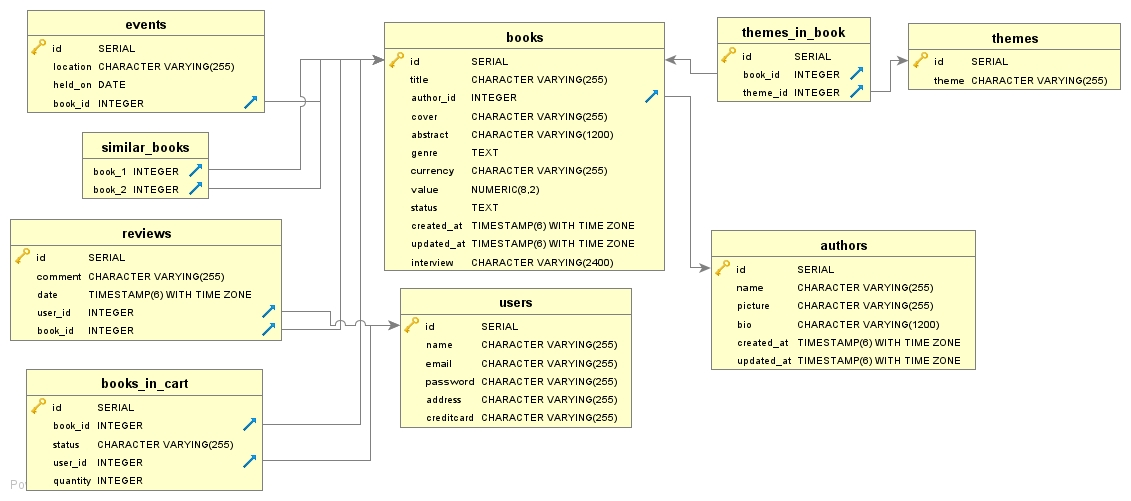 events
id SERIAL
location CHARACTER VARYING(255)
held_on DATE
book_id INTEGER
similar_books
book_1 INTEGER
book_2 INTEGER
reviews
id SERIAL
comment CHARACTER VARYING(255)
date TIMESTAMP(6) WITH TIME ZONE
user_id INTEGER
book_id INTEGER
books_in_cart
id SERIAL
book_id INTEGER
status CHARACTER VARYING(255)
user_id INTEGER
quantity INTEGER
books
id SERIAL
title CHARACTER VARYING(255)
author_id INTEGER
cover CHARACTER VARYING(255)
abstract CHARACTER VARYING(1200)
genre TEXT
currency CHARACTER VARYING(255)
value NUMERIC(8,2)
status TEXT
created_at TIMESTAMP(6) WITH TIME ZONE
updated_at TIMESTAMP(6) WITH TIME ZONE
interview CHARACTER VARYING(2400)
users
id SERIAL
name CHARACTER VARYING(255)
email CHARACTER VARYING(255)
password CHARACTER VARYING(255)
address CHARACTER VARYING(255)
creditcard CHARACTER VARYING(255)
themes_in_book
id SERIAL
book_id INTEGER
theme_id INTEGER
themes
id SERIAL
theme CHARACTER VARYING(255)
authors
id SERIAL
name CHARACTER VARYING(255)
picture CHARACTER VARYING(255)
bio CHARACTER VARYING(1200)
created_at TIMESTAMP(6) WITH TIME ZONE
updated_at TIMESTAMP(6) WITH TIME ZONE